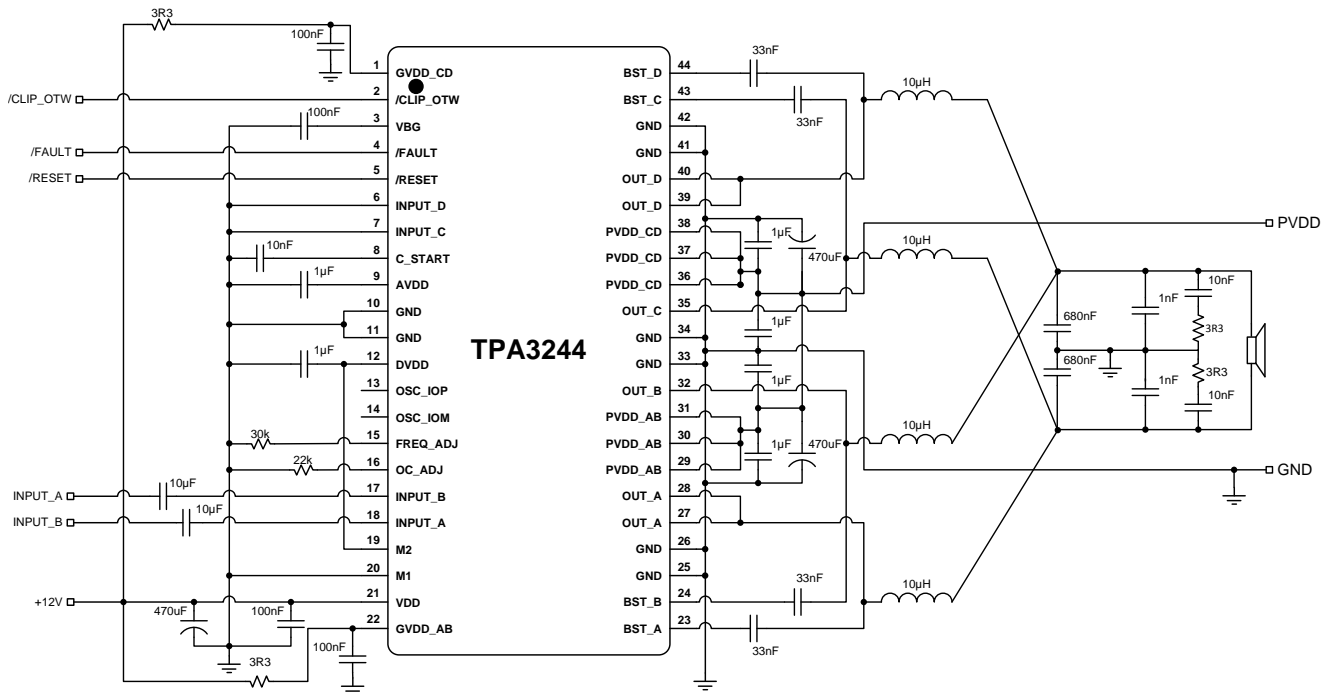 3R3
100nF
1
GVDD_CD
/CLIP_OTW
2
/CLIP_OTW
100nF
3
VBG
/FAULT
4
/FAULT
/RESET
5
/RESET
6
INPUT_D
7
INPUT_C
10nF
8
C_START
1µF
9
AVDD
10
GND
11
GND
1µF
12
DVDD
13
OSC_IOP
14
OSC_IOM
30k
15
FREQ_ADJ
22k
16
OC_ADJ
INPUT_A
10µF
17
INPUT_B
INPUT_B
10µF
18
INPUT_A
19
M2
20
M1
+12V
470uF
100nF
21
VDD
22
GVDD_AB
3R3
100nF
TPA3244
BST_D
44
33nF
10µH
BST_C
43
33nF
GND
42
GND
41
OUT_D
40
OUT_D
39
PVDD_CD
38
1µF
PVDD
PVDD_CD
37
470uF
10µH
PVDD_CD
36
OUT_C
35
GND
34
1µF
GND
33
OUT_B
32
1µF
PVDD_AB
31
PVDD_AB
30
1µF
470uF
10µH
PVDD_AB
29
GND
OUT_A
28
OUT_A
27
GND
26
GND
25
BST_B
24
33nF
10µH
BST_A
23
33nF
680nF
1nF
10nF
3R3
680nF
1nF
3R3
10nF